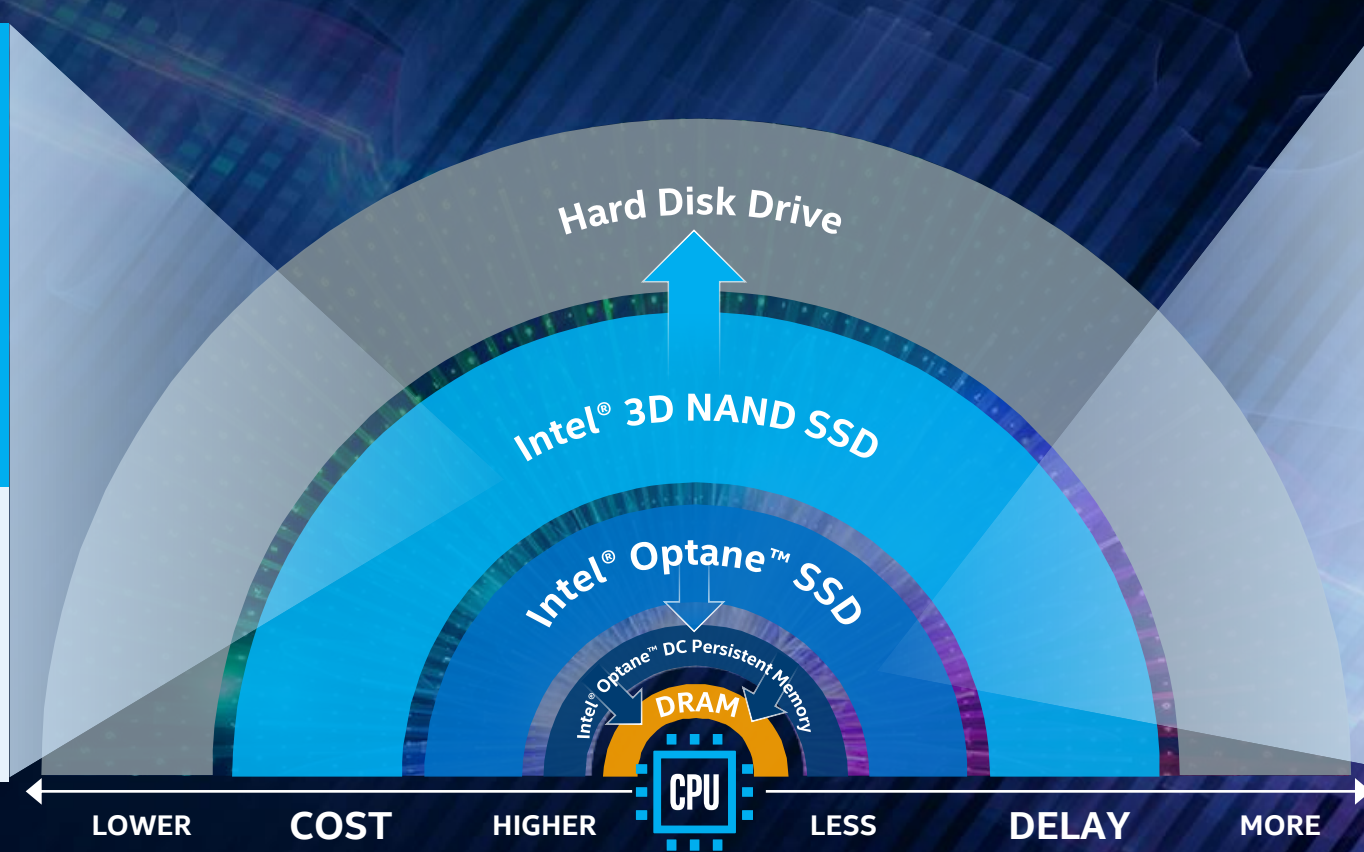 Hard Disk Drive
Intel® 3D NAND SSD
Intel® Optane™ SSD
Intel® Optane™ DC Persistent Memory
DRAM
CPU
LOWER COST HIGHER LESS DELAY MORE